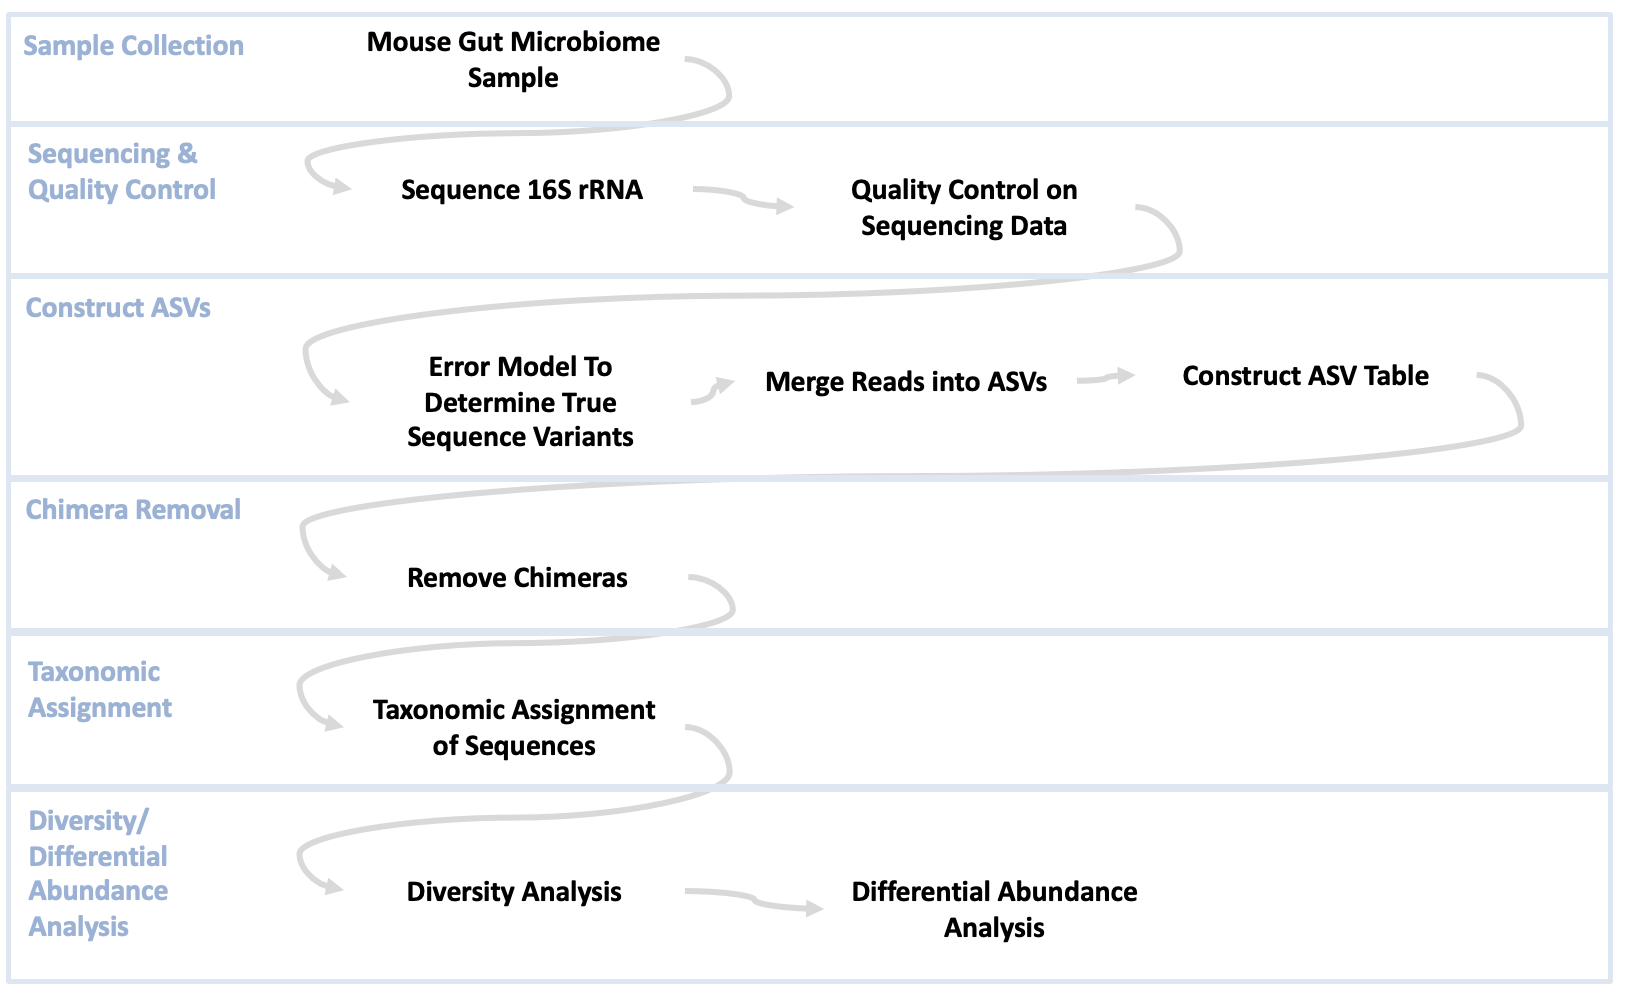 Sample Collection
Mouse Gut Microbiome
Sample
Sequencing &
Quality Control
Sequence 16S rRNA
Quality Control on
Sequencing Data
Construct ASVs
Error Model To
Determine True
Sequence Variants
Merge Reads into ASVs
Construct ASV Table
Chimera Removal
Remove Chimeras
Taxonomic
Assignment
Taxonomic Assignment
of Sequences
Diversity/
Differential
Abundance
Analysis
Diversity Analysis
Differential Abundance
Analysis